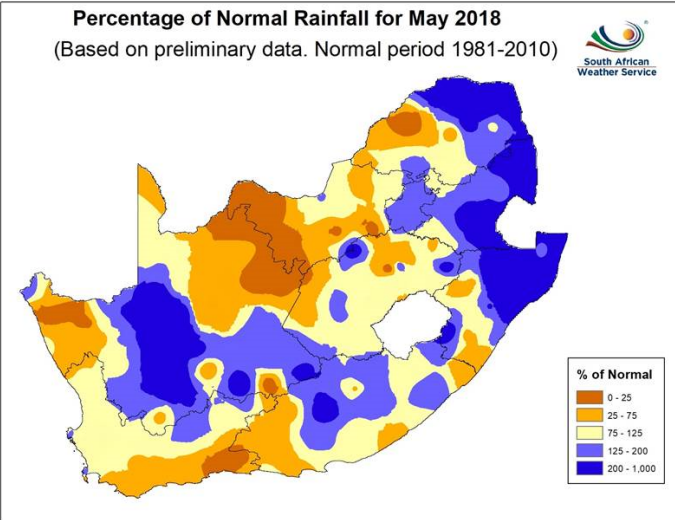 Percentage of Normal Rainfall for May 2018
(Based on preliminary data. Normal period 1981-2010)
South African
Weather Service
% of Normal
0 - 25
25 - 75
75 - 125
125 - 200
200 - 1,000